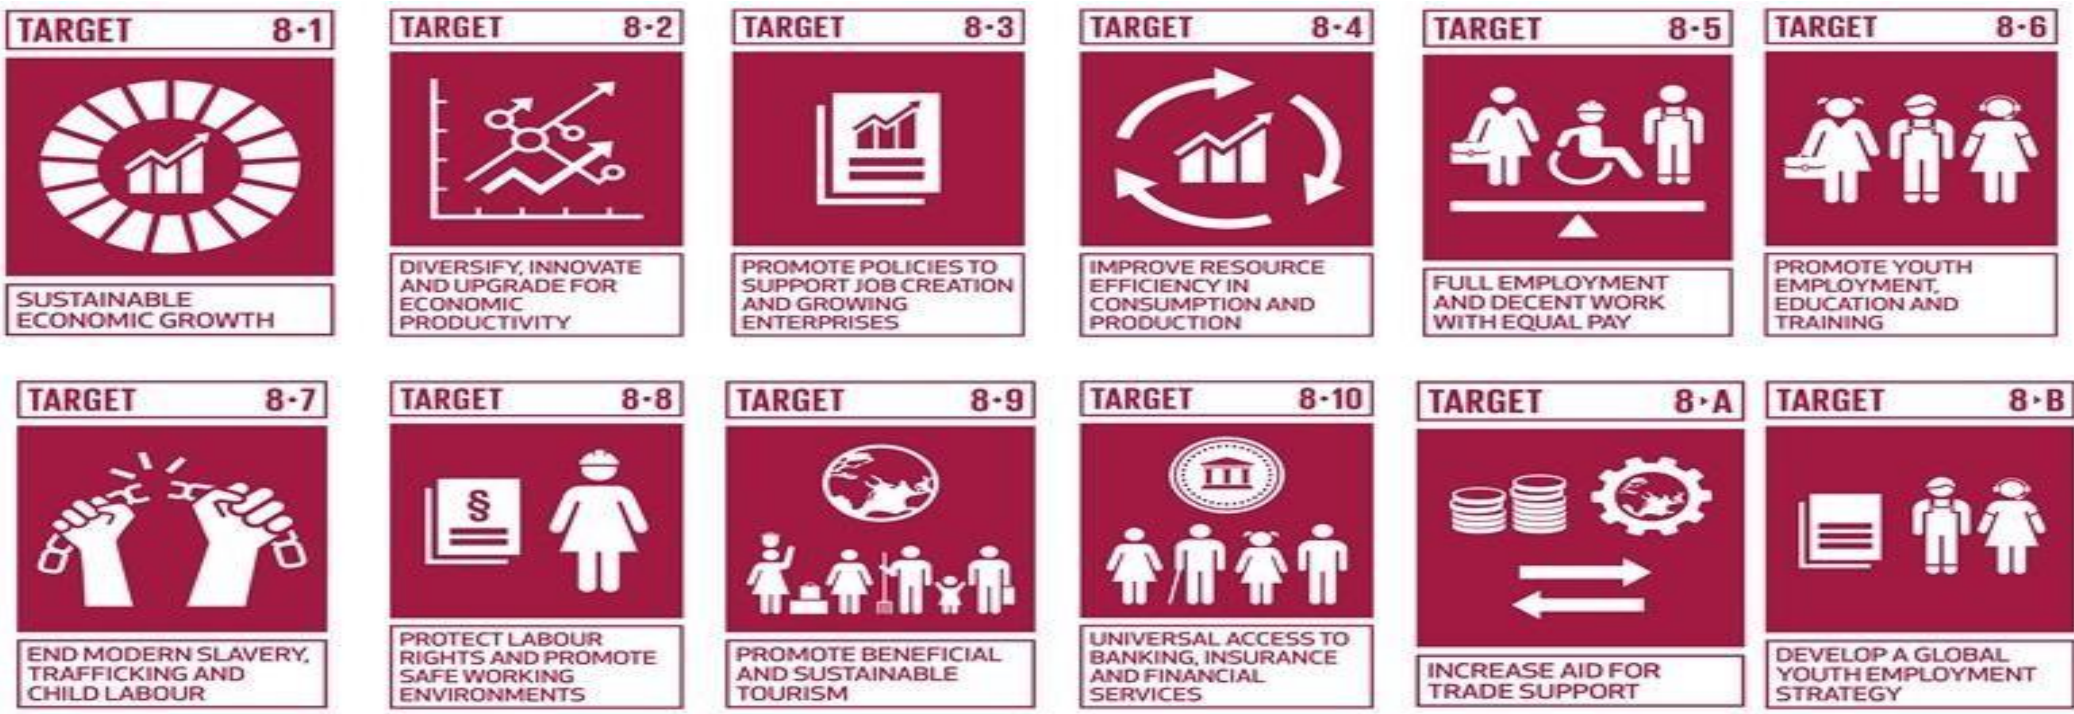 TARGET 8·1
SUSTAINABLE
ECONOMIC GROWTH
TARGET 8·2
DIVERSIFY, INNOVATE
AND UPGRADE FOR
ECONOMIC
PRODUCTIVITY
TARGET 8·3
PROMOTE POLICIES TO
SUPPORT JOB CREATION
AND GROWING
ENTERPRISES
TARGET 8·4
IMPROVE RESOURCE
EFFICIENCY IN
CONSUMPTION AND
PRODUCTION
TARGET 8·5
FULL EMPLOYMENT
AND DECENT WORK
WITH EQUAL PAY
TARGET 8·6
PROMOTE YOUTH
EMPLOYMENT,
EDUCATION AND
TRAINING
TARGET 8·7
END MODERN SLAVERY,
TRAFFICKING AND
CHILD LABOUR
TARGET 8·8
§
PROTECT LABOUR
RIGHTS AND PROMOTE
SAFE WORKING
ENVIRONMENTS
TARGET 8·9
PROMOTE BENEFICIAL
AND SUSTAINABLE
TOURISM
TARGET 8·10
UNIVERSAL ACCESS TO
BANKING, INSURANCE
AND FINANCIAL
SERVICES
TARGET 8·A
INCREASE AID FOR
TRADE SUPPORT
TARGET 8·B
DEVELOP A GLOBAL
YOUTH EMPLOYMENT
STRATEGY